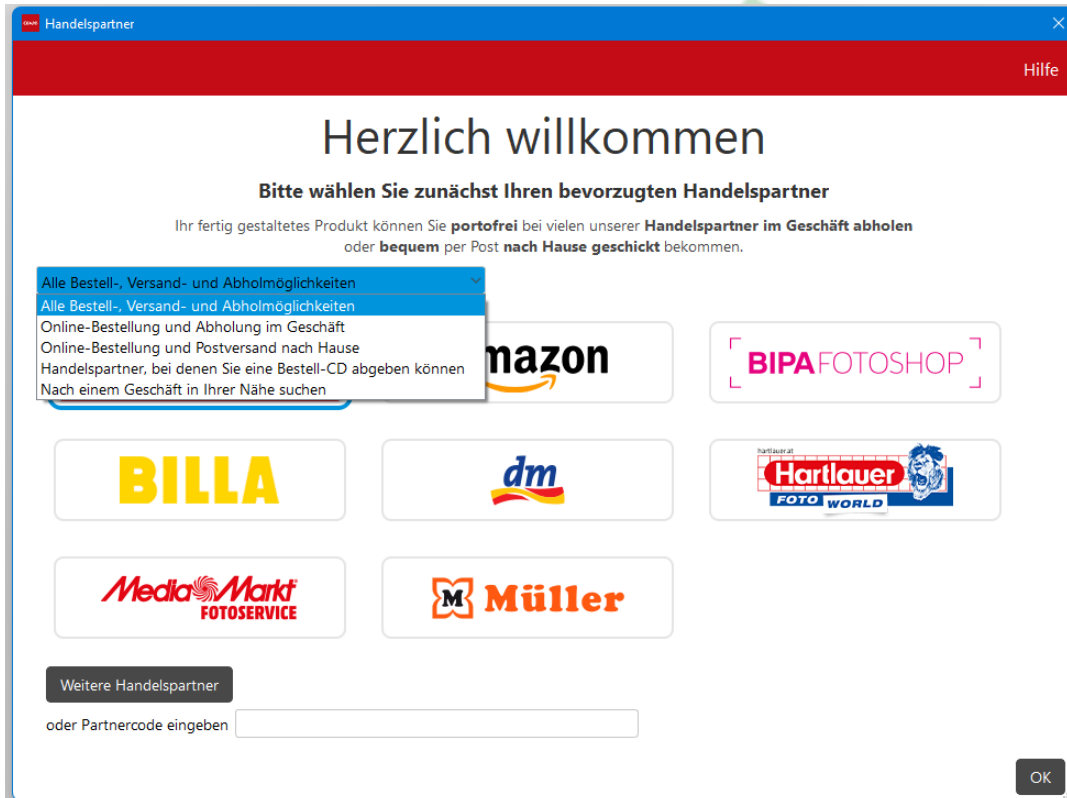 CEWE Handelspartner
Hilfe
Herzlich willkommen
Bitte wählen Sie zunächst Ihren bevorzugten Handelspartner
Ihr fertig gestaltetes Produkt können Sie portofrei bei vielen unserer Handelspartner im Geschäft abholen
oder bequem per Post nach Hause geschickt bekommen.
Alle Bestell-, Versand- und Abholmöglichkeiten
Alle Bestell-, Versand- und Abholmöglichkeiten
Online-Bestellung und Abholung im Geschäft
Online-Bestellung und Postversand nach Hause
Handelspartner, bei denen Sie eine Bestell-CD abgeben können
Nach einem Geschäft in Ihrer Nähe suchen
mazon
BIPA FOTOSHOP
BILLA
dm
hartlauer.at
Hartlauer
FOTO WORLD
Media Markt
FOTOSERVICE
M Müller
Weitere Handelspartner
oder Partnercode eingeben
OK